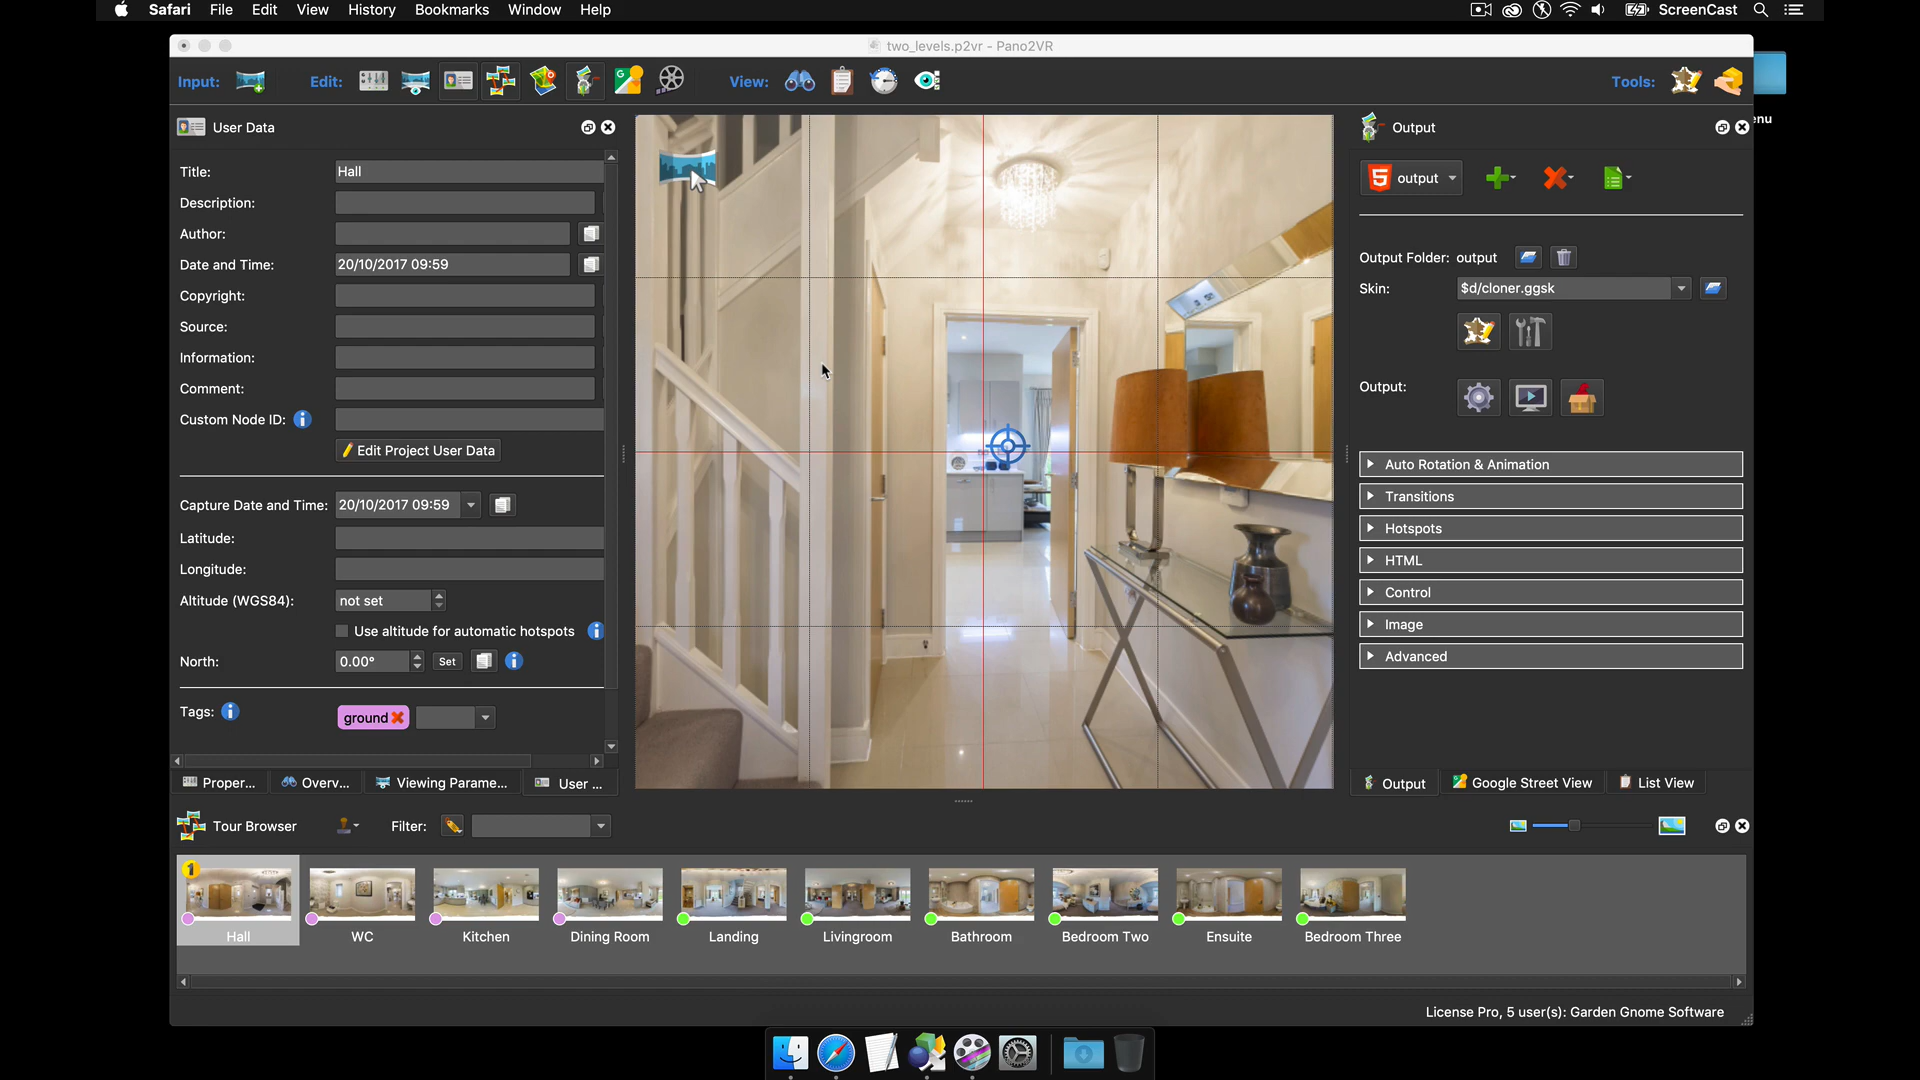 Safari File Edit View History Bookmarks Window Help ScreenCast
two_levels.p2vr - Pano2VR
Input: Edit: View: Tools:
enu
User Data
Title: Hall
Description:
Author:
Date and Time: 20/10/2017 09:59
Copyright:
Source:
Information:
Comment:
Custom Node ID:
Edit Project User Data
Capture Date and Time: 20/10/2017 09:59
Latitude:
Longitude:
Altitude (WGS84): not set
Use altitude for automatic hotspots
North: 0.00° Set
Tags: ground
Proper... Overv... Viewing Parame... User ...
Output
output
Output Folder: output
Skin: $d/cloner.ggsk
Output:
Auto Rotation & Animation
Transitions
Hotspots
HTML
Control
Image
Advanced
Output Google Street View List View
Tour Browser Filter:
1
Hall WC Kitchen Dining Room Landing Livingroom Bathroom Bedroom Two Ensuite Bedroom Three
License Pro, 5 user(s): Garden Gnome Software